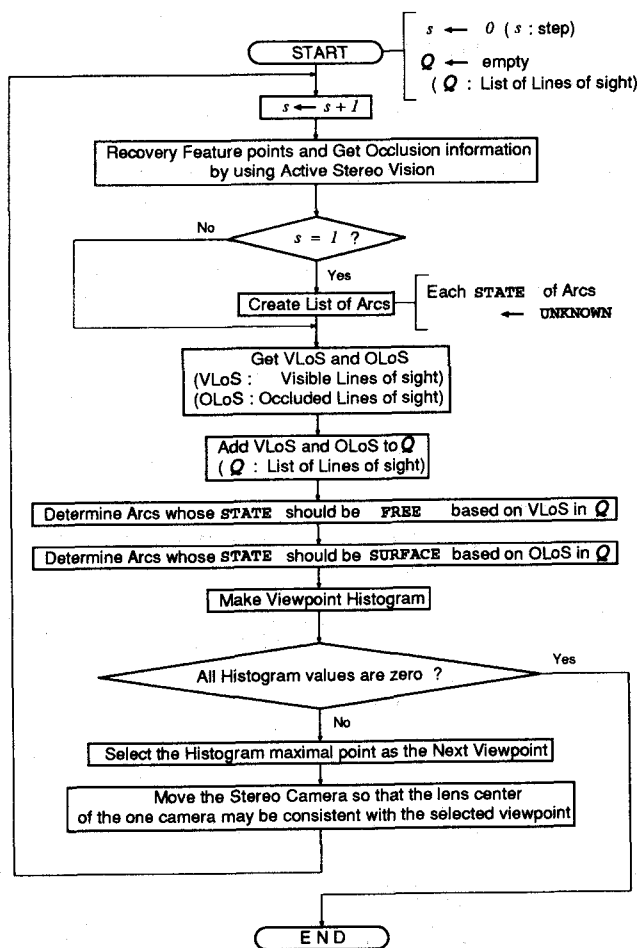 START
s ← 0 ( s : step)
Q ← empty
( Q : List of Lines of sight)
s ← s + 1
Recovery Feature points and Get Occlusion information
by using Active Stereo Vision
s = 1 ?
No
Yes
Create List of Arcs
Each STATE of Arcs
← UNKNOWN
Get VLoS and OLoS
(VLoS : Visible Lines of sight)
(OLoS : Occluded Lines of sight)
Add VLoS and OLoS to Q
( Q : List of Lines of sight)
Determine Arcs whose STATE should be FREE based on VLoS in Q
Determine Arcs whose STATE should be SURFACE based on OLoS in Q
Make Viewpoint Histogram
All Histogram values are zero ?
Yes
No
Select the Histogram maximal point as the Next Viewpoint
Move the Stereo Camera so that the lens center
of the one camera may be consistent with the selected viewpoint
END